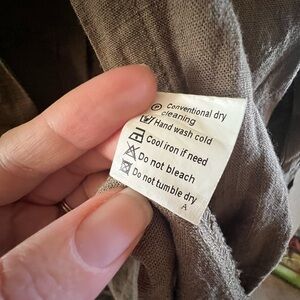 Ⓟ Conventional dry
cleaning
Hand wash cold
Cool iron if need
Do not bleach
Do not tumble dry
A